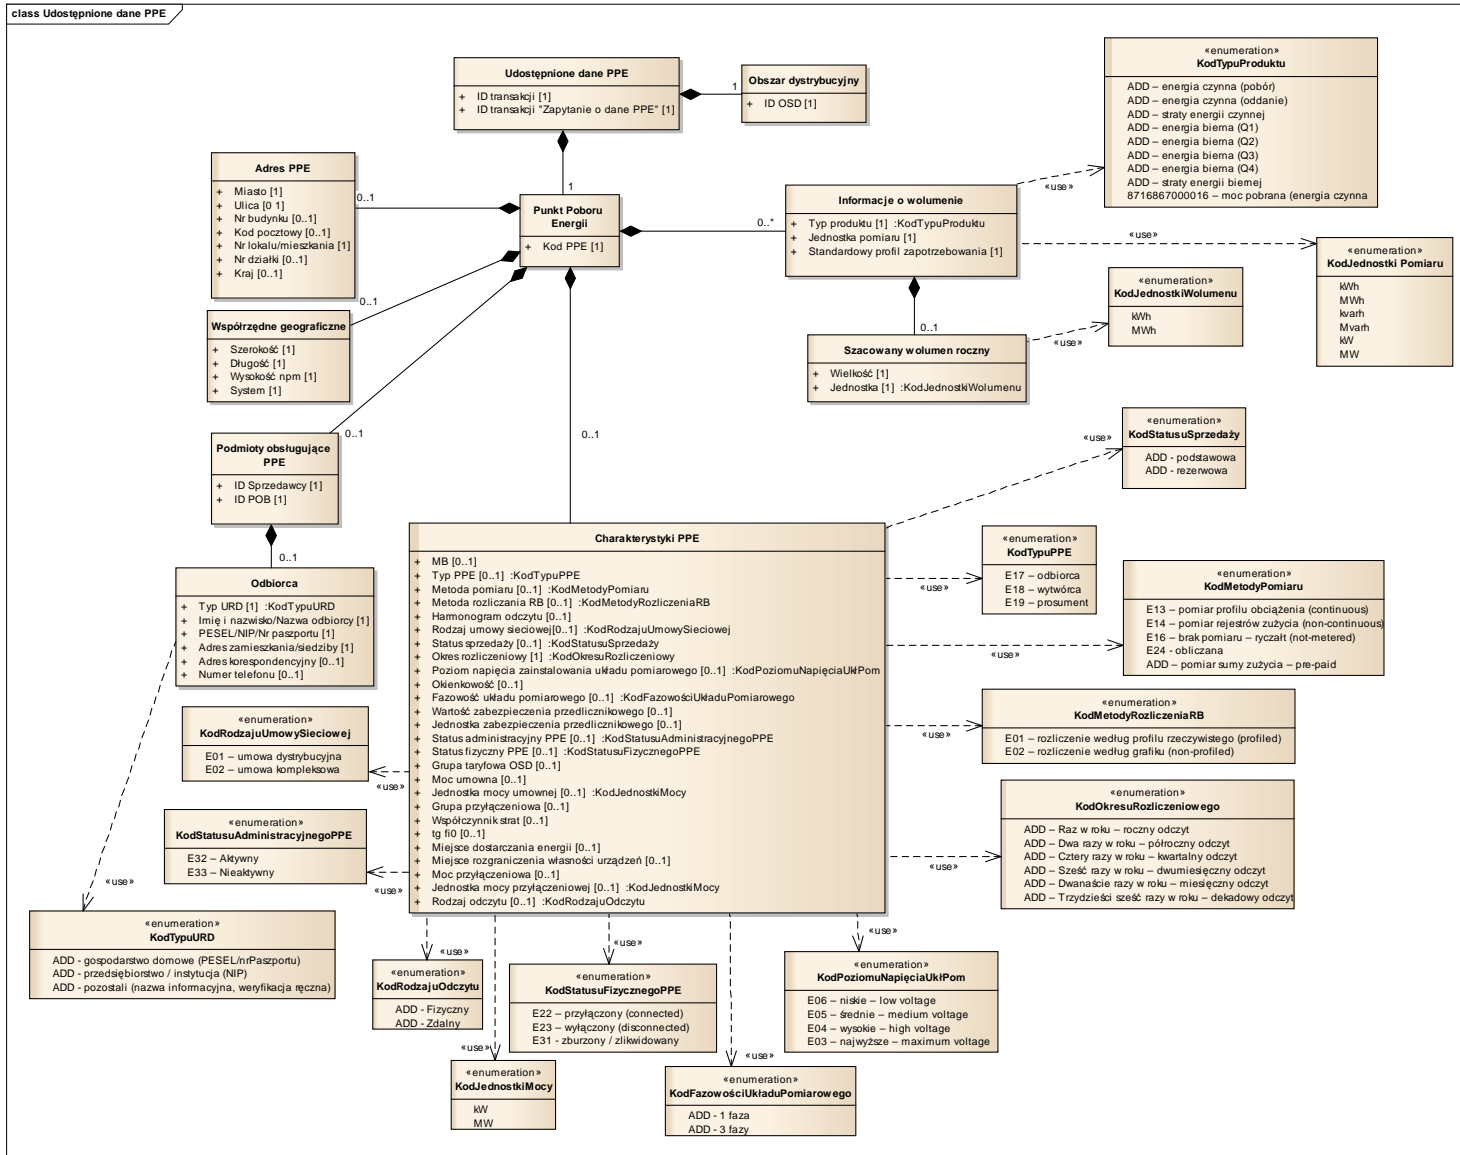 class Udostępnione dane PPE
Udostępnione dane PPE
+ ID transakcji [1]
+ ID transakcji "Zapytanie o dane PPE" [1]
1
Obszar dystrybucyjny
+ ID OSD [1]
1
«enumeration»
KodTypuProduktu
ADD – energia czynna (pobór)
ADD – energia czynna (oddanie)
ADD – straty energii czynnej
ADD – energia bierna (Q1)
ADD – energia bierna (Q2)
ADD – energia bierna (Q3)
ADD – energia bierna (Q4)
ADD – straty energii biernej
8716867000016 – moc pobrana (energia czynna
«use»
Adres PPE
+ Miasto [1]
+ Ulica [0 1]
+ Nr budynku [0..1]
+ Kod pocztowy [0..1]
+ Nr lokalu/mieszkania [1]
+ Nr działki [0..1]
+ Kraj [0..1]
0..1
Punkt Poboru
Energii
+ Kod PPE [1]
0..*
Informacje o wolumenie
+ Typ produktu [1] :KodTypuProduktu
+ Jednostka pomiaru [1]
+ Standardowy profil zapotrzebowania [1]
«use»
«enumeration»
KodJednostki Pomiaru
kWh
MWh
kvarh
Mvarh
kW
MW
0..1
Współrzędne geograficzne
+ Szerokość [1]
+ Długość [1]
+ Wysokość npm [1]
+ System [1]
«enumeration»
KodJednostkiWolumenu
kWh
MWh
«use»
0..1
Szacowany wolumen roczny
+ Wielkość [1]
+ Jednostka [1] :KodJednostkiWolumenu
0..1
Podmioty obsługujące
PPE
+ ID Sprzedawcy [1]
+ ID POB [1]
0..1
0..1
«use»
«enumeration»
KodStatusuSprzedaży
ADD - podstawowa
ADD - rezerwowa
Odbiorca
+ Typ URD [1] :KodTypuURD
+ Imię i nazwisko/Nazwa odbiorcy [1]
+ PESEL/NIP/Nr paszportu [1]
+ Adres zamieszkania/siedziby [1]
+ Adres korespondencyjny [0..1]
+ Numer telefonu [0..1]
Charakterystyki PPE
+ MB [0..1]
+ Typ PPE [0..1] :KodTypuPPE
+ Metoda pomiaru [0..1] :KodMetodyPomiaru
+ Metoda rozliczania RB [0..1] :KodMetodyRozliczeniaRB
+ Harmonogram odczytu [0..1]
+ Rodzaj umowy sieciowej[0..1] :KodRodzajuUmowySieciowej
+ Status sprzedaży [0..1] :KodStatusuSprzedaży
+ Okres rozliczeniowy [1] :KodOkresuRozliczeniowy
+ Poziom napięcia zainstalowania układu pomiarowego [0..1] :KodPoziomuNapięciaUkłPom
+ Okienkowość [0..1]
+ Fazowość układu pomiarowego [0..1] :KodFazowościUkładuPomiarowego
+ Wartość zabezpieczenia przedlicznikowego [0..1]
+ Jednostka zabezpieczenia przedlicznikowego [0..1]
+ Status administracyjny PPE [0..1] :KodStatusuAdministracyjnegoPPE
+ Status fizyczny PPE [0..1] :KodStatusuFizycznegoPPE
+ Grupa taryfowa OSD [0..1]
+ Moc umowna [0..1]
+ Jednostka mocy umownej [0..1] :KodJednostkiMocy
+ Grupa przyłączeniowa [0..1]
+ Współczynnik strat [0..1]
+ tg fi0 [0..1]
+ Miejsce dostarczania energii [0..1]
+ Miejsce rozgraniczenia własności urządzeń [0..1]
+ Moc przyłączeniowa [0..1]
+ Jednostka mocy przyłączeniowej [0..1] :KodJednostkiMocy
+ Rodzaj odczytu [0..1] :KodRodzajuOdczytu
«use»
«enumeration»
KodTypuPPE
E17 – odbiorca
E18 – wytwórca
E19 – prosument
«use»
«enumeration»
KodMetodyPomiaru
E13 – pomiar profilu obciążenia (continuous)
E14 – pomiar rejestrów zużycia (non-continuous)
E16 – brak pomiaru – ryczałt (not-metered)
E24 - obliczana
ADD – pomiar sumy zużycia – pre-paid
«use»
«enumeration»
KodMetodyRozliczeniaRB
E01 – rozliczenie według profilu rzeczywistego (profiled)
E02 – rozliczenie według grafiku (non-profiled)
«use»
«enumeration»
KodOkresuRozliczeniowego
ADD – Raz w roku – roczny odczyt
ADD – Dwa razy w roku – półroczny odczyt
ADD – Cztery razy w roku – kwartalny odczyt
ADD – Sześć razy w roku – dwumiesięczny odczyt
ADD – Dwanaście razy w roku – miesięczny odczyt
ADD – Trzydzieści sześć razy w roku – dekadowy odczyt
«enumeration»
KodRodzajuUmowySieciowej
E01 – umowa dystrybucyjna
E02 – umowa kompleksowa
«use»
«enumeration»
KodStatusuAdministracyjnegoPPE
E32 – Aktywny
E33 – Nieaktywny
«use»
«use»
«enumeration»
KodTypuURD
ADD - gospodarstwo domowe (PESEL/nrPaszportu)
ADD - przedsiębiorstwo / instytucja (NIP)
ADD - pozostali (nazwa informacyjna, weryfikacja ręczna)
«use»
«enumeration»
KodRodzajuOdczytu
ADD - Fizyczny
ADD - Zdalny
«use»
«enumeration»
KodStatusuFizycznegoPPE
E22 – przyłączony (connected)
E23 – wyłączony (disconnected)
E31 - zburzony / zlikwidowany
«use»
«enumeration»
KodPoziomuNapięciaUkłPom
E06 – niskie – low voltage
E05 – średnie – medium voltage
E04 – wysokie – high voltage
E03 – najwyższe – maximum voltage
«use»
«enumeration»
KodJednostkiMocy
kW
MW
«use»
«enumeration»
KodFazowościUkładuPomiarowego
ADD - 1 faza
ADD - 3 fazy